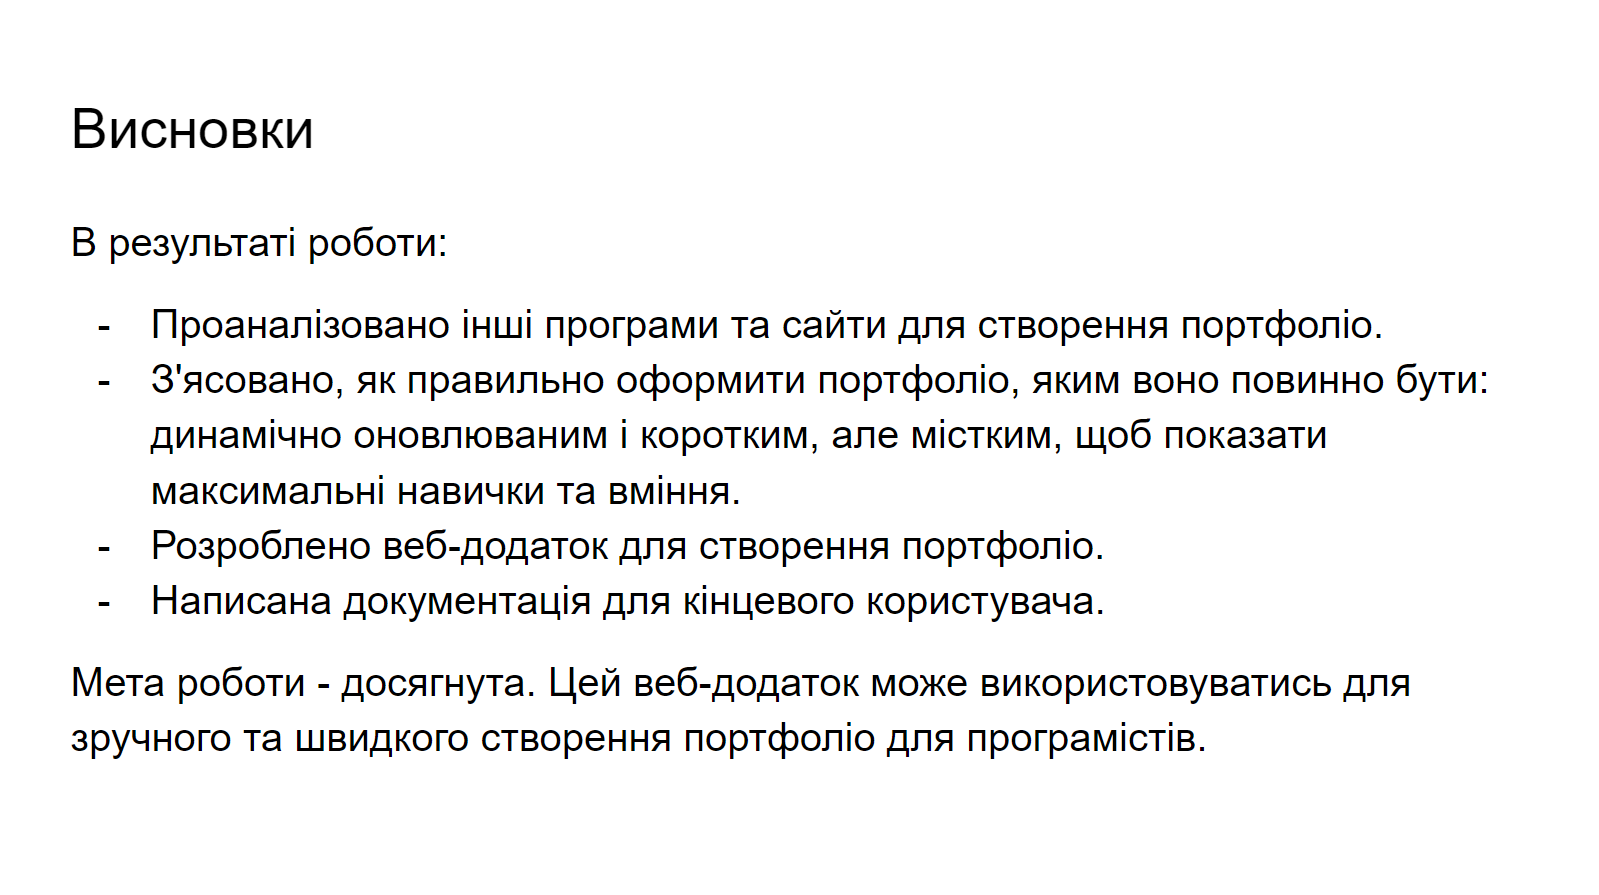 Висновки
В результаті роботи:
- Проаналізовано інші програми та сайти для створення портфоліо.
- З'ясовано, як правильно оформити портфоліо, яким воно повинно бути:
динамічно оновлюваним і коротким, але містким, щоб показати
максимальні навички та вміння.
- Розроблено веб-додаток для створення портфоліо.
- Написана документація для кінцевого користувача.
Мета роботи - досягнута. Цей веб-додаток може використовуватись для
зручного та швидкого створення портфоліо для програмістів.